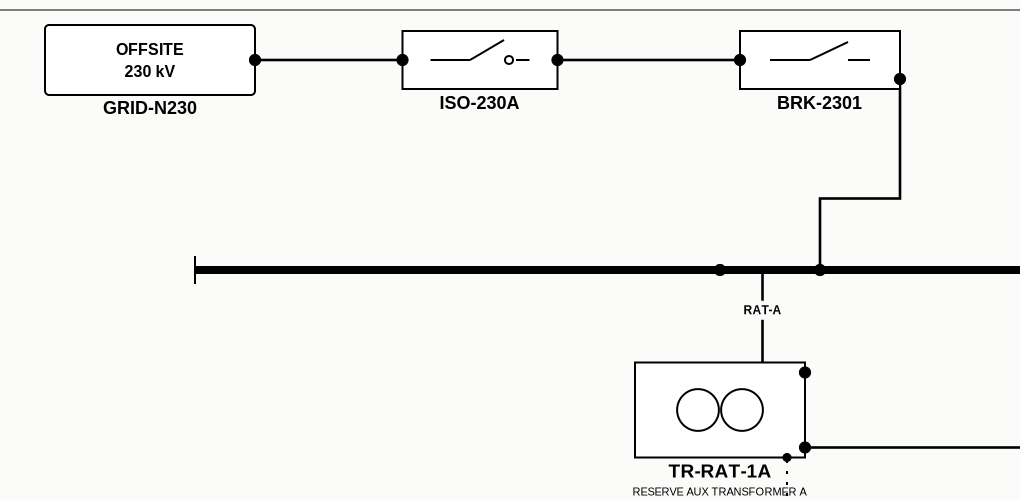 OFFSITE
230 kV
GRID-N230
ISO-230A
BRK-2301
RAT-A
TR-RAT-1A
RESERVE AUX TRANSFORMER A